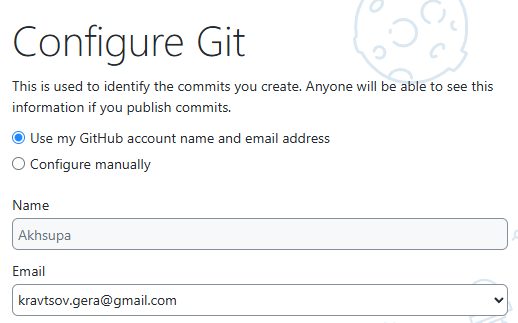 Configure Git
This is used to identify the commits you create. Anyone will be able to see this
information if you publish commits.
Use my GitHub account name and email address
Configure manually
Name
Akhsupa
Email
kravtsov.gera@gmail.com